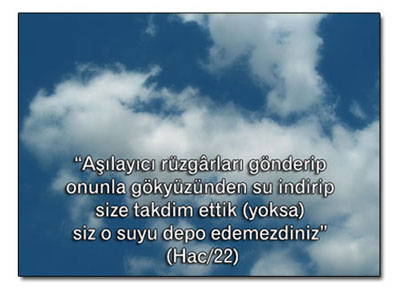 “Aşılayıcı rüzgârları gönderip
onunla gökyüzünden su indirip
size takdim ettik (yoksa)
siz o suyu depo edemezdiniz”
(Hac/22)